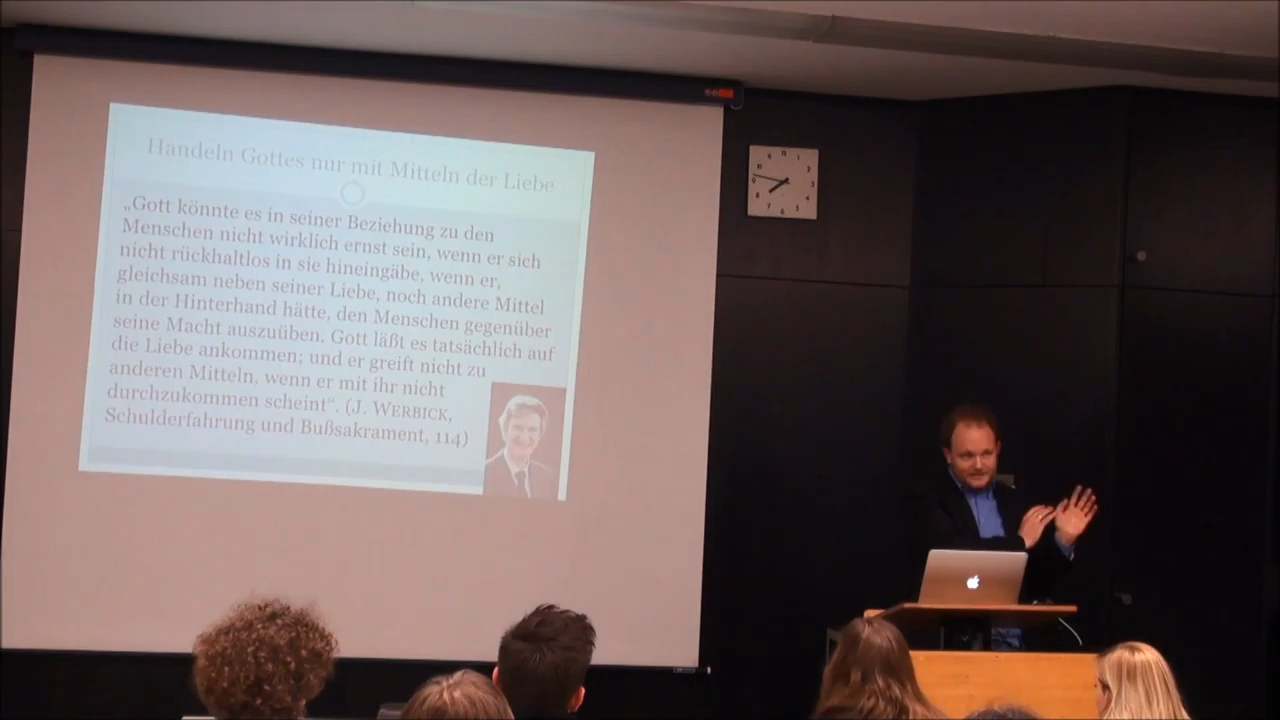 Handeln Gottes nur mit Mitteln der Liebe
„Gott könnte es in seiner Beziehung zu den
Menschen nicht wirklich ernst sein, wenn er sich
nicht rückhaltlos in sie hineingäbe, wenn er,
gleichsam neben seiner Liebe, noch andere Mittel
in der Hinterhand hätte, den Menschen gegenüber
seine Macht auszuüben. Gott läßt es tatsächlich auf
die Liebe ankommen; und er greift nicht zu
anderen Mitteln, wenn er mit ihr nicht
durchzukommen scheint“. (J. WERBICK,
Schulderfahrung und Bußsakrament, 114)